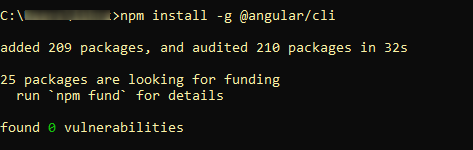 C:\>npm install -g @angular/cli
added 209 packages, and audited 210 packages in 32s
25 packages are looking for funding
run `npm fund` for details
found 0 vulnerabilities